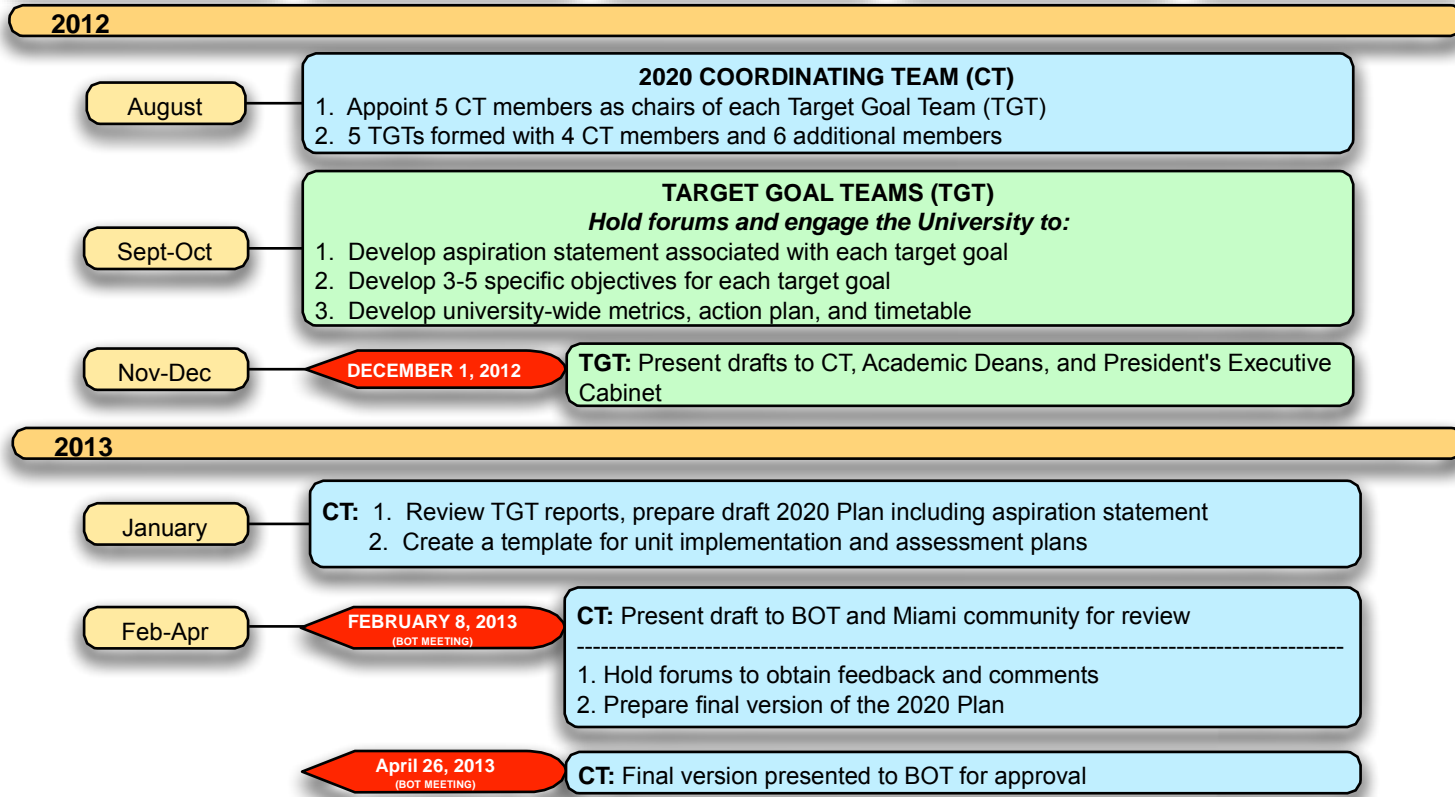 2012
August
2020 COORDINATING TEAM (CT)
1. Appoint 5 CT members as chairs of each Target Goal Team (TGT)
2. 5 TGTs formed with 4 CT members and 6 additional members
Sept-Oct
TARGET GOAL TEAMS (TGT)
Hold forums and engage the University to:
1. Develop aspiration statement associated with each target goal
2. Develop 3-5 specific objectives for each target goal
3. Develop university-wide metrics, action plan, and timetable
Nov-Dec
DECEMBER 1, 2012
TGT: Present drafts to CT, Academic Deans, and President's Executive
Cabinet
2013
January
CT: 1. Review TGT reports, prepare draft 2020 Plan including aspiration statement
2. Create a template for unit implementation and assessment plans
Feb-Apr
FEBRUARY 8, 2013
(BOT MEETING)
CT: Present draft to BOT and Miami community for review
1. Hold forums to obtain feedback and comments
2. Prepare final version of the 2020 Plan
April 26, 2013
(BOT MEETING)
CT: Final version presented to BOT for approval